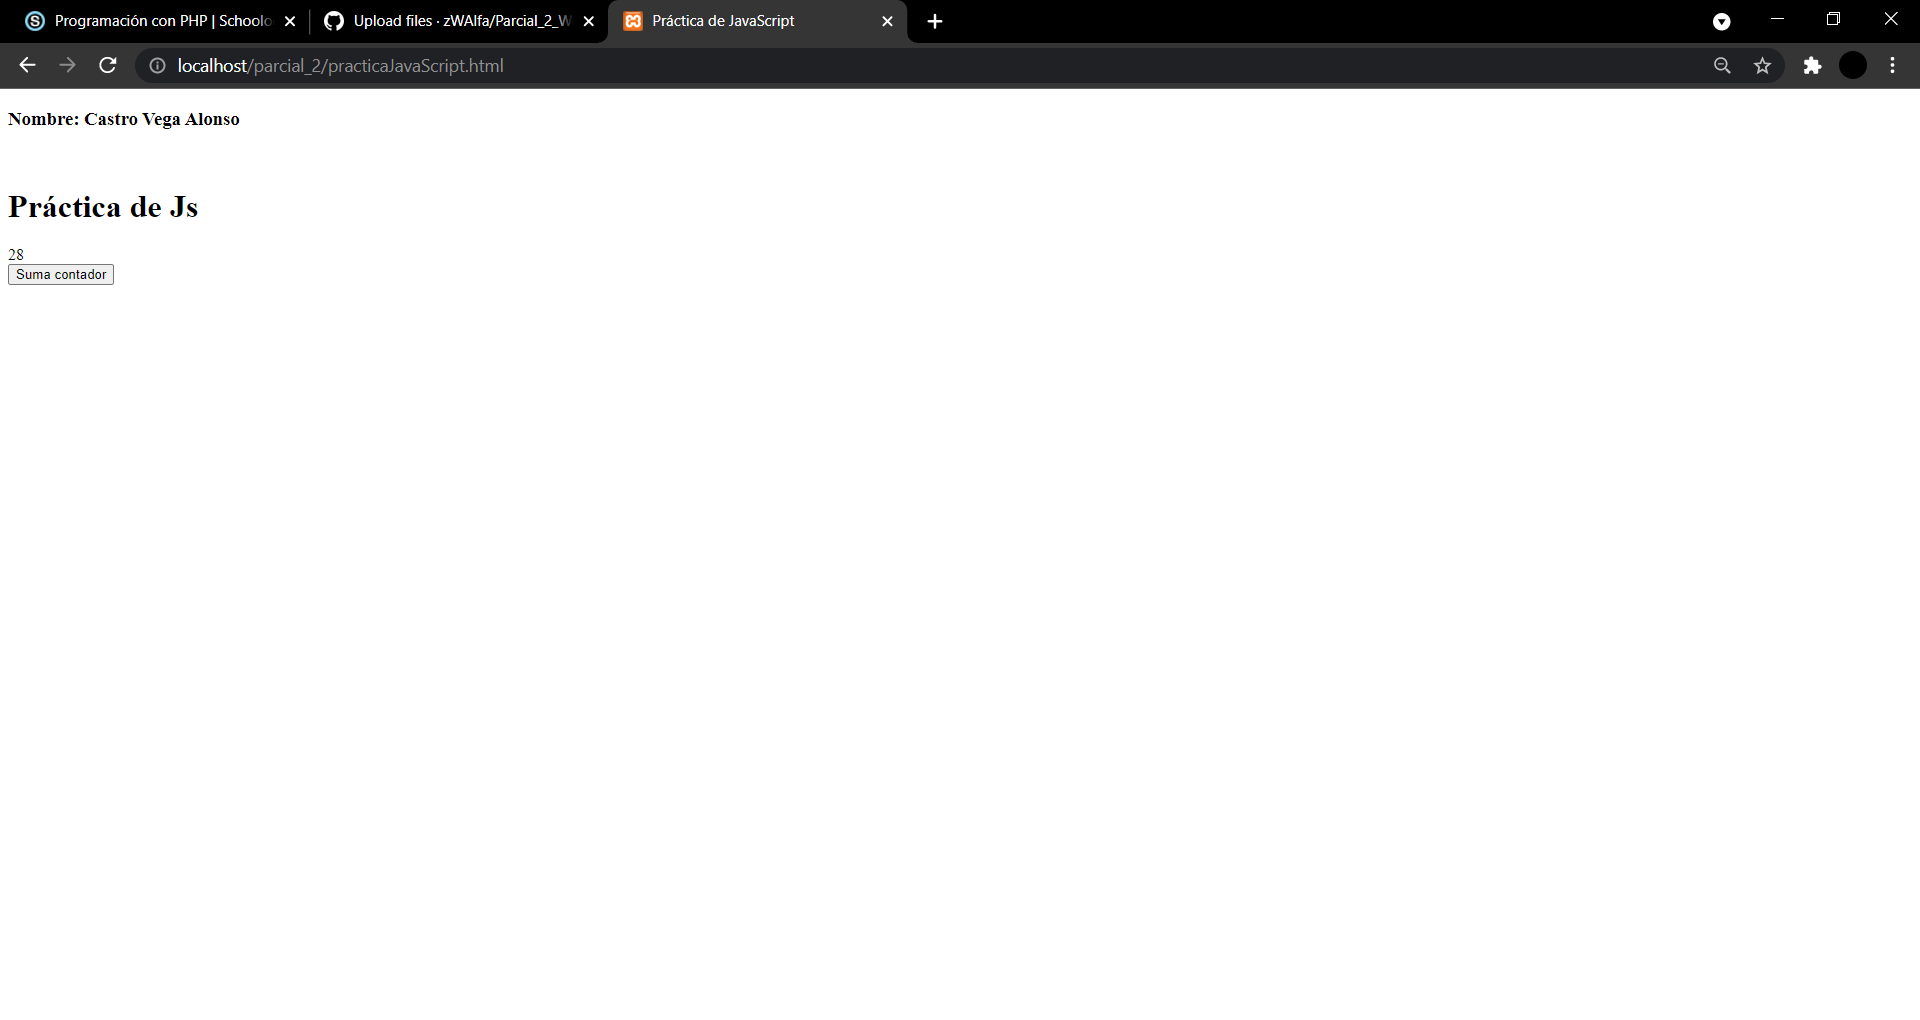 Programación con PHP | Schoolo
Upload files · zWAlfa/Parcial_2_W
Práctica de JavaScript
localhost/parcial_2/practicaJavaScript.html
Nombre: Castro Vega Alonso
Práctica de Js
28
Suma contador